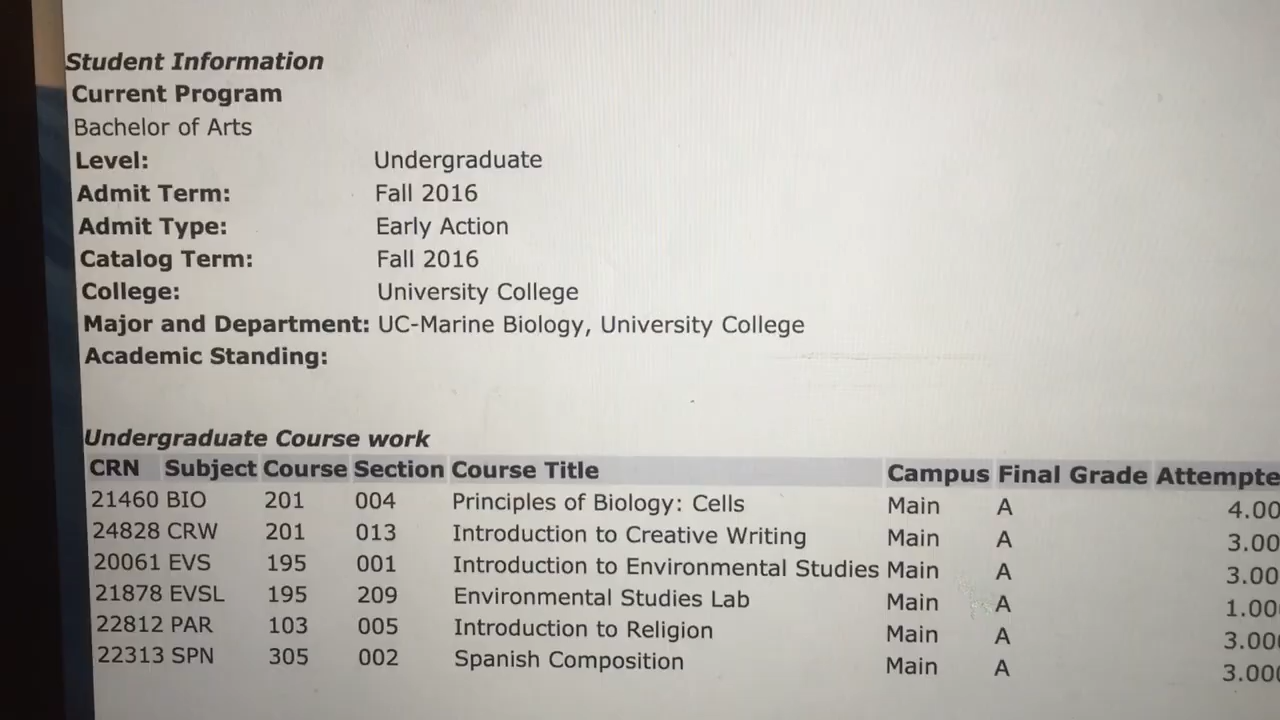 Student Information
Current Program
Bachelor of Arts
Level: Undergraduate
Admit Term: Fall 2016
Admit Type: Early Action
Catalog Term: Fall 2016
College: University College
Major and Department: UC-Marine Biology, University College
Academic Standing:
Undergraduate Course work
CRN Subject Course Section Course Title Campus Final Grade Attempte
21460 BIO 201 004 Principles of Biology: Cells Main A 4.00
24828 CRW 201 013 Introduction to Creative Writing Main A 3.00
20061 EVS 195 001 Introduction to Environmental Studies Main A 3.00
21878 EVSL 195 209 Environmental Studies Lab Main A 1.00
22812 PAR 103 005 Introduction to Religion Main A 3.00
22313 SPN 305 002 Spanish Composition Main A 3.00